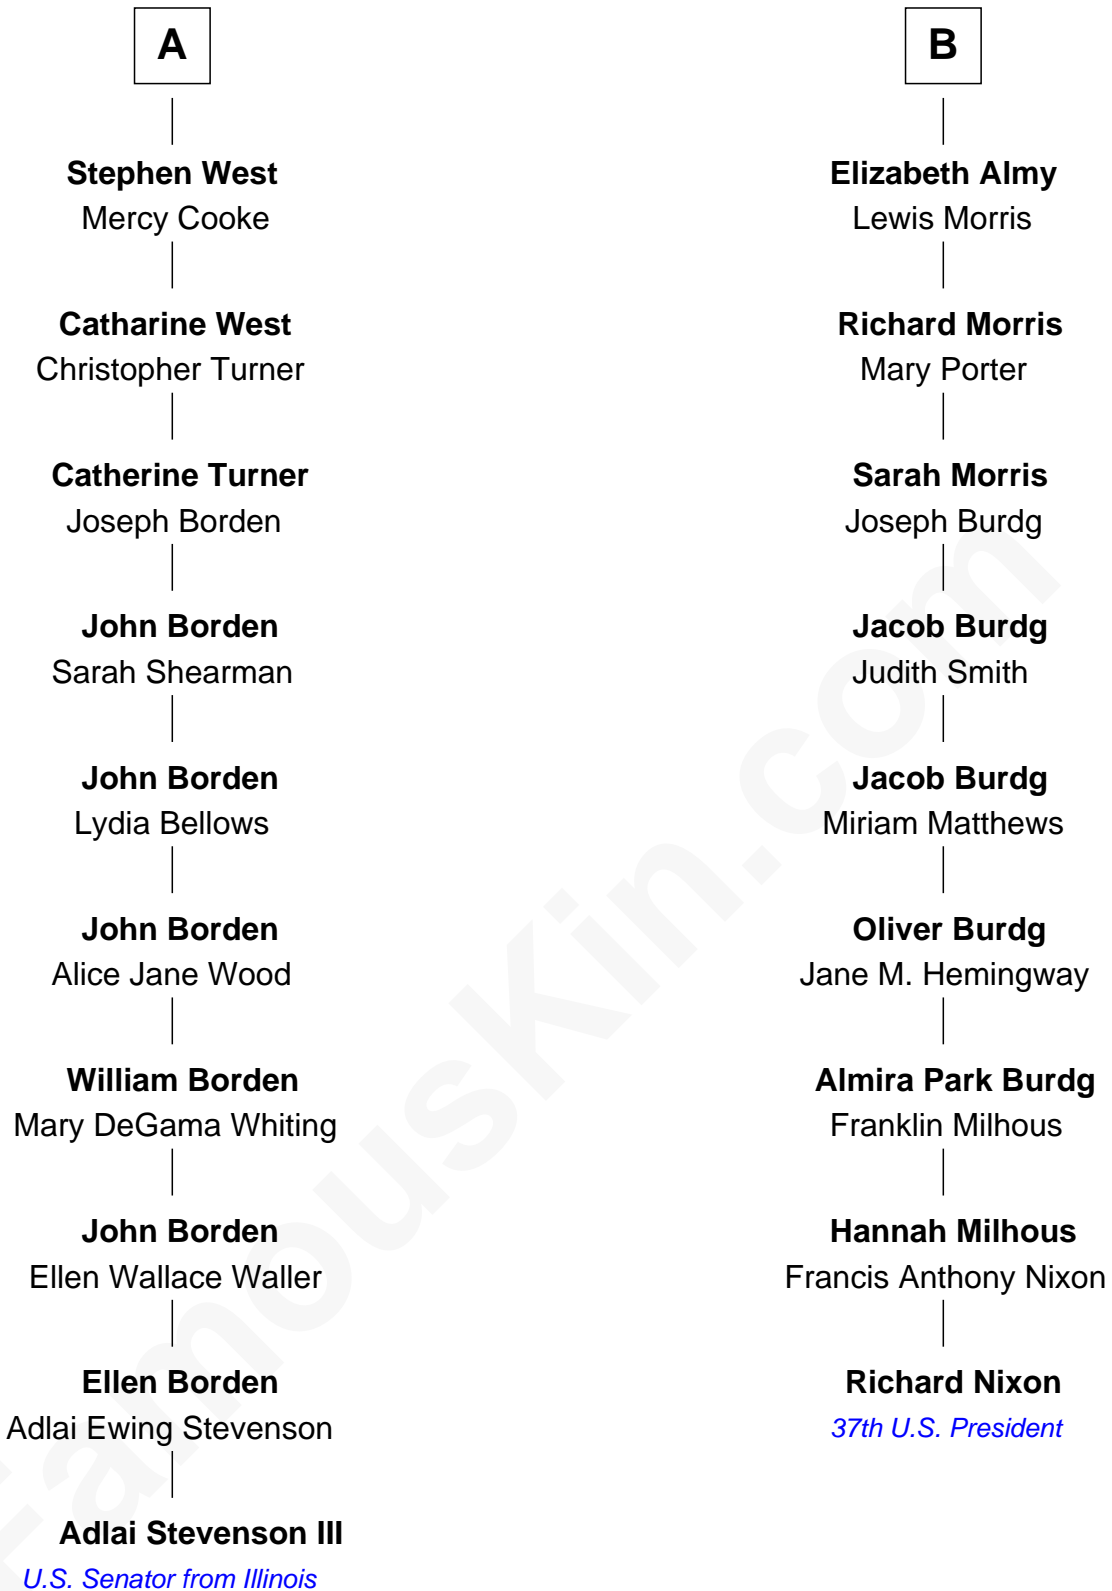 A
Stephen West
Mercy Cooke
Catharine West
Christopher Turner
Catherine Turner
Joseph Borden
John Borden
Sarah Shearman
John Borden
Lydia Bellows
John Borden
Alice Jane Wood
William Borden
Mary DeGama Whiting
John Borden
Ellen Wallace Waller
Ellen Borden
Adlai Ewing Stevenson
Adlai Stevenson III
U.S. Senator from Illinois
B
Elizabeth Almy
Lewis Morris
Richard Morris
Mary Porter
Sarah Morris
Joseph Burdg
Jacob Burdg
Judith Smith
Jacob Burdg
Miriam Matthews
Oliver Burdg
Jane M. Hemingway
Almira Park Burdg
Franklin Milhous
Hannah Milhous
Francis Anthony Nixon
Richard Nixon
37th U.S. President
FamousKin.com